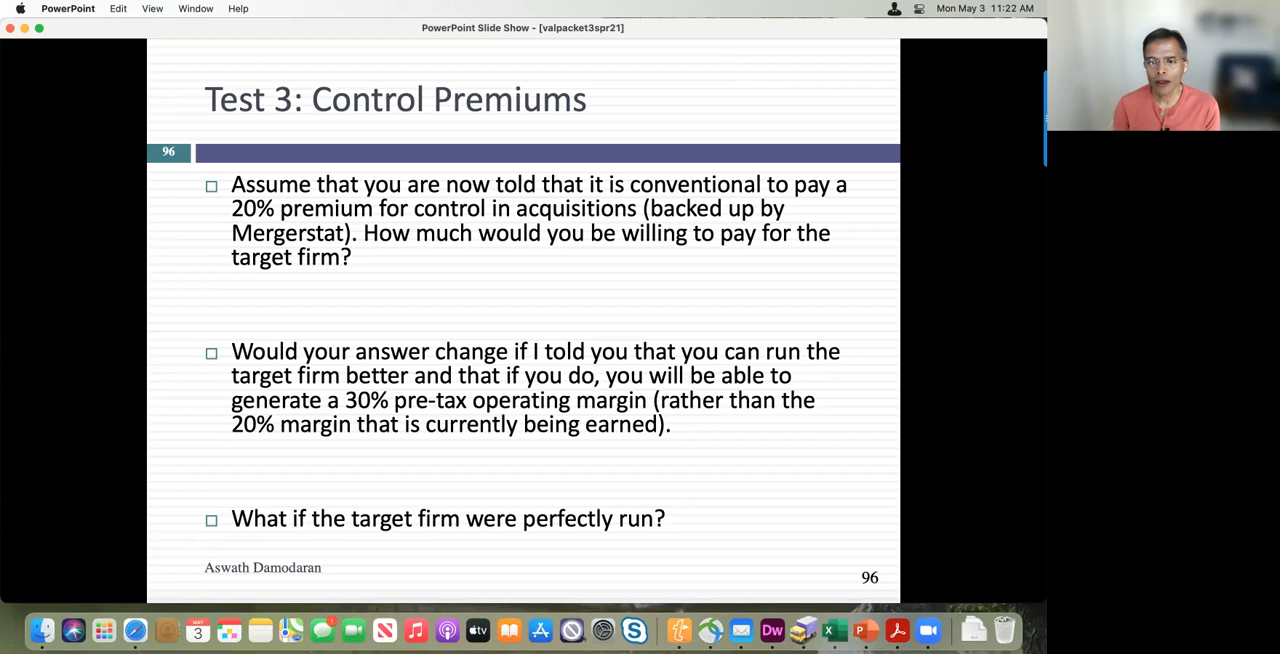 PowerPoint Edit View Window Help Mon May 3 11:22 AM
PowerPoint Slide Show - [valpacket3spr21]
Test 3: Control Premiums
96
Assume that you are now told that it is conventional to pay a
20% premium for control in acquisitions (backed up by
Mergerstat). How much would you be willing to pay for the
target firm?
Would your answer change if I told you that you can run the
target firm better and that if you do, you will be able to
generate a 30% pre-tax operating margin (rather than the
20% margin that is currently being earned).
What if the target firm were perfectly run?
Aswath Damodaran
96
MAY
3
tv
Dw